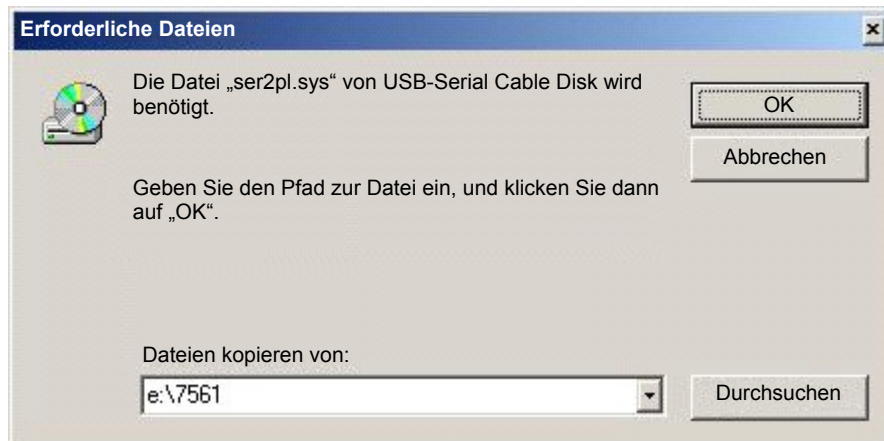 Erforderliche Dateien
Die Datei „ser2pl.sys“ von USB-Serial Cable Disk wird
benötigt.
OK
Abbrechen
Geben Sie den Pfad zur Datei ein, und klicken Sie dann
auf „OK“.
Dateien kopieren von:
e:\7561
Durchsuchen